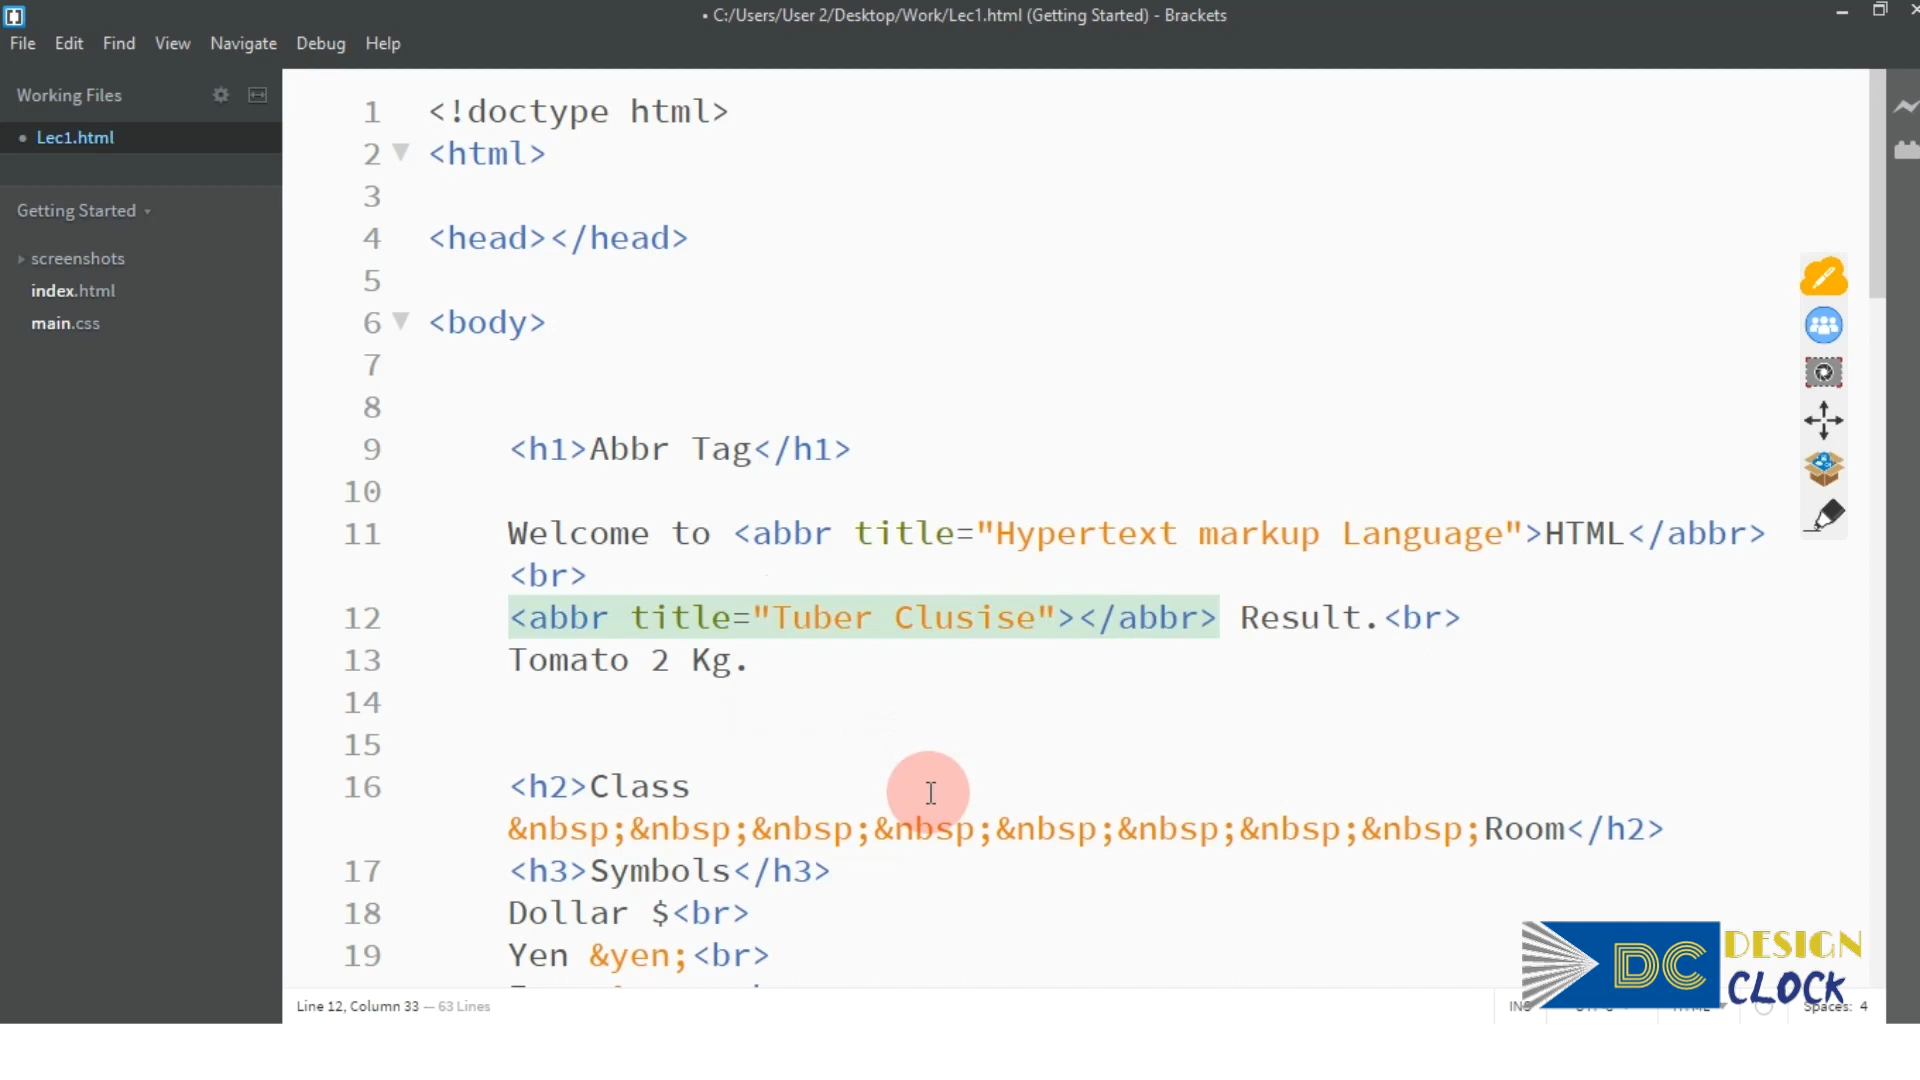 • C:/Users/User 2/Desktop/Work/Lec1.html (Getting Started) - Brackets
File Edit Find View Navigate Debug Help
Working Files
• Lec1.html
Getting Started
screenshots
index.html
main.css
1 <!doctype html>
2 <html>
3
4 <head></head>
5
6 <body>
7
8
9 <h1>Abbr Tag</h1>
10
11 Welcome to <abbr title="Hypertext markup Language">HTML</abbr>
<br>
12 <abbr title="Tuber Clusise"></abbr> Result.<br>
13 Tomato 2 Kg.
14
15
16 <h2>Class
&nbsp;&nbsp;&nbsp;&nbsp;&nbsp;&nbsp;&nbsp;&nbsp;Room</h2>
17 <h3>Symbols</h3>
18 Dollar $<br>
19 Yen &yen;<br>
Line 12, Column 33 — 63 Lines
Spaces: 4
DC DESIGN
CLOCK